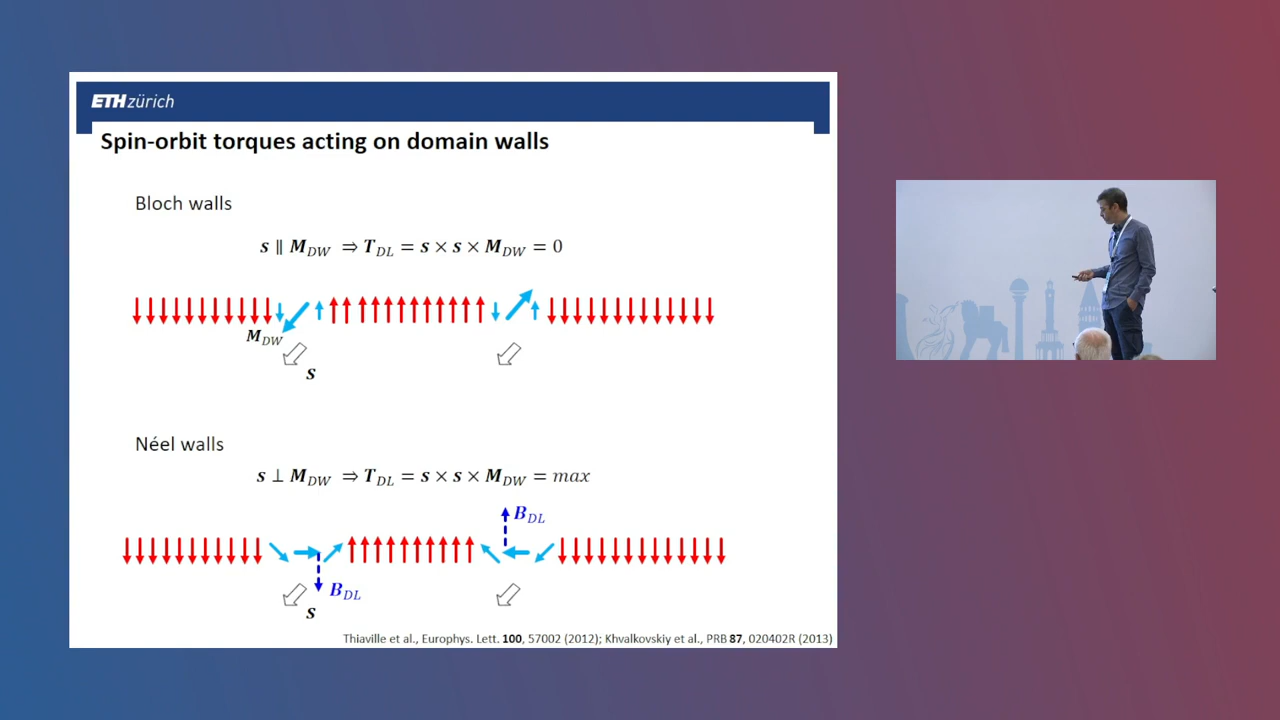 ETH zürich
Spin-orbit torques acting on domain walls
Bloch walls
s ∥ M_DW ⇒ T_DL = s × s × M_DW = 0
M_DW
s
Néel walls
s ⊥ M_DW ⇒ T_DL = s × s × M_DW = max
B_DL
B_DL
s
Thiaville et al., Europhys. Lett. 100, 57002 (2012); Khvalkovskiy et al., PRB 87, 020402R (2013)